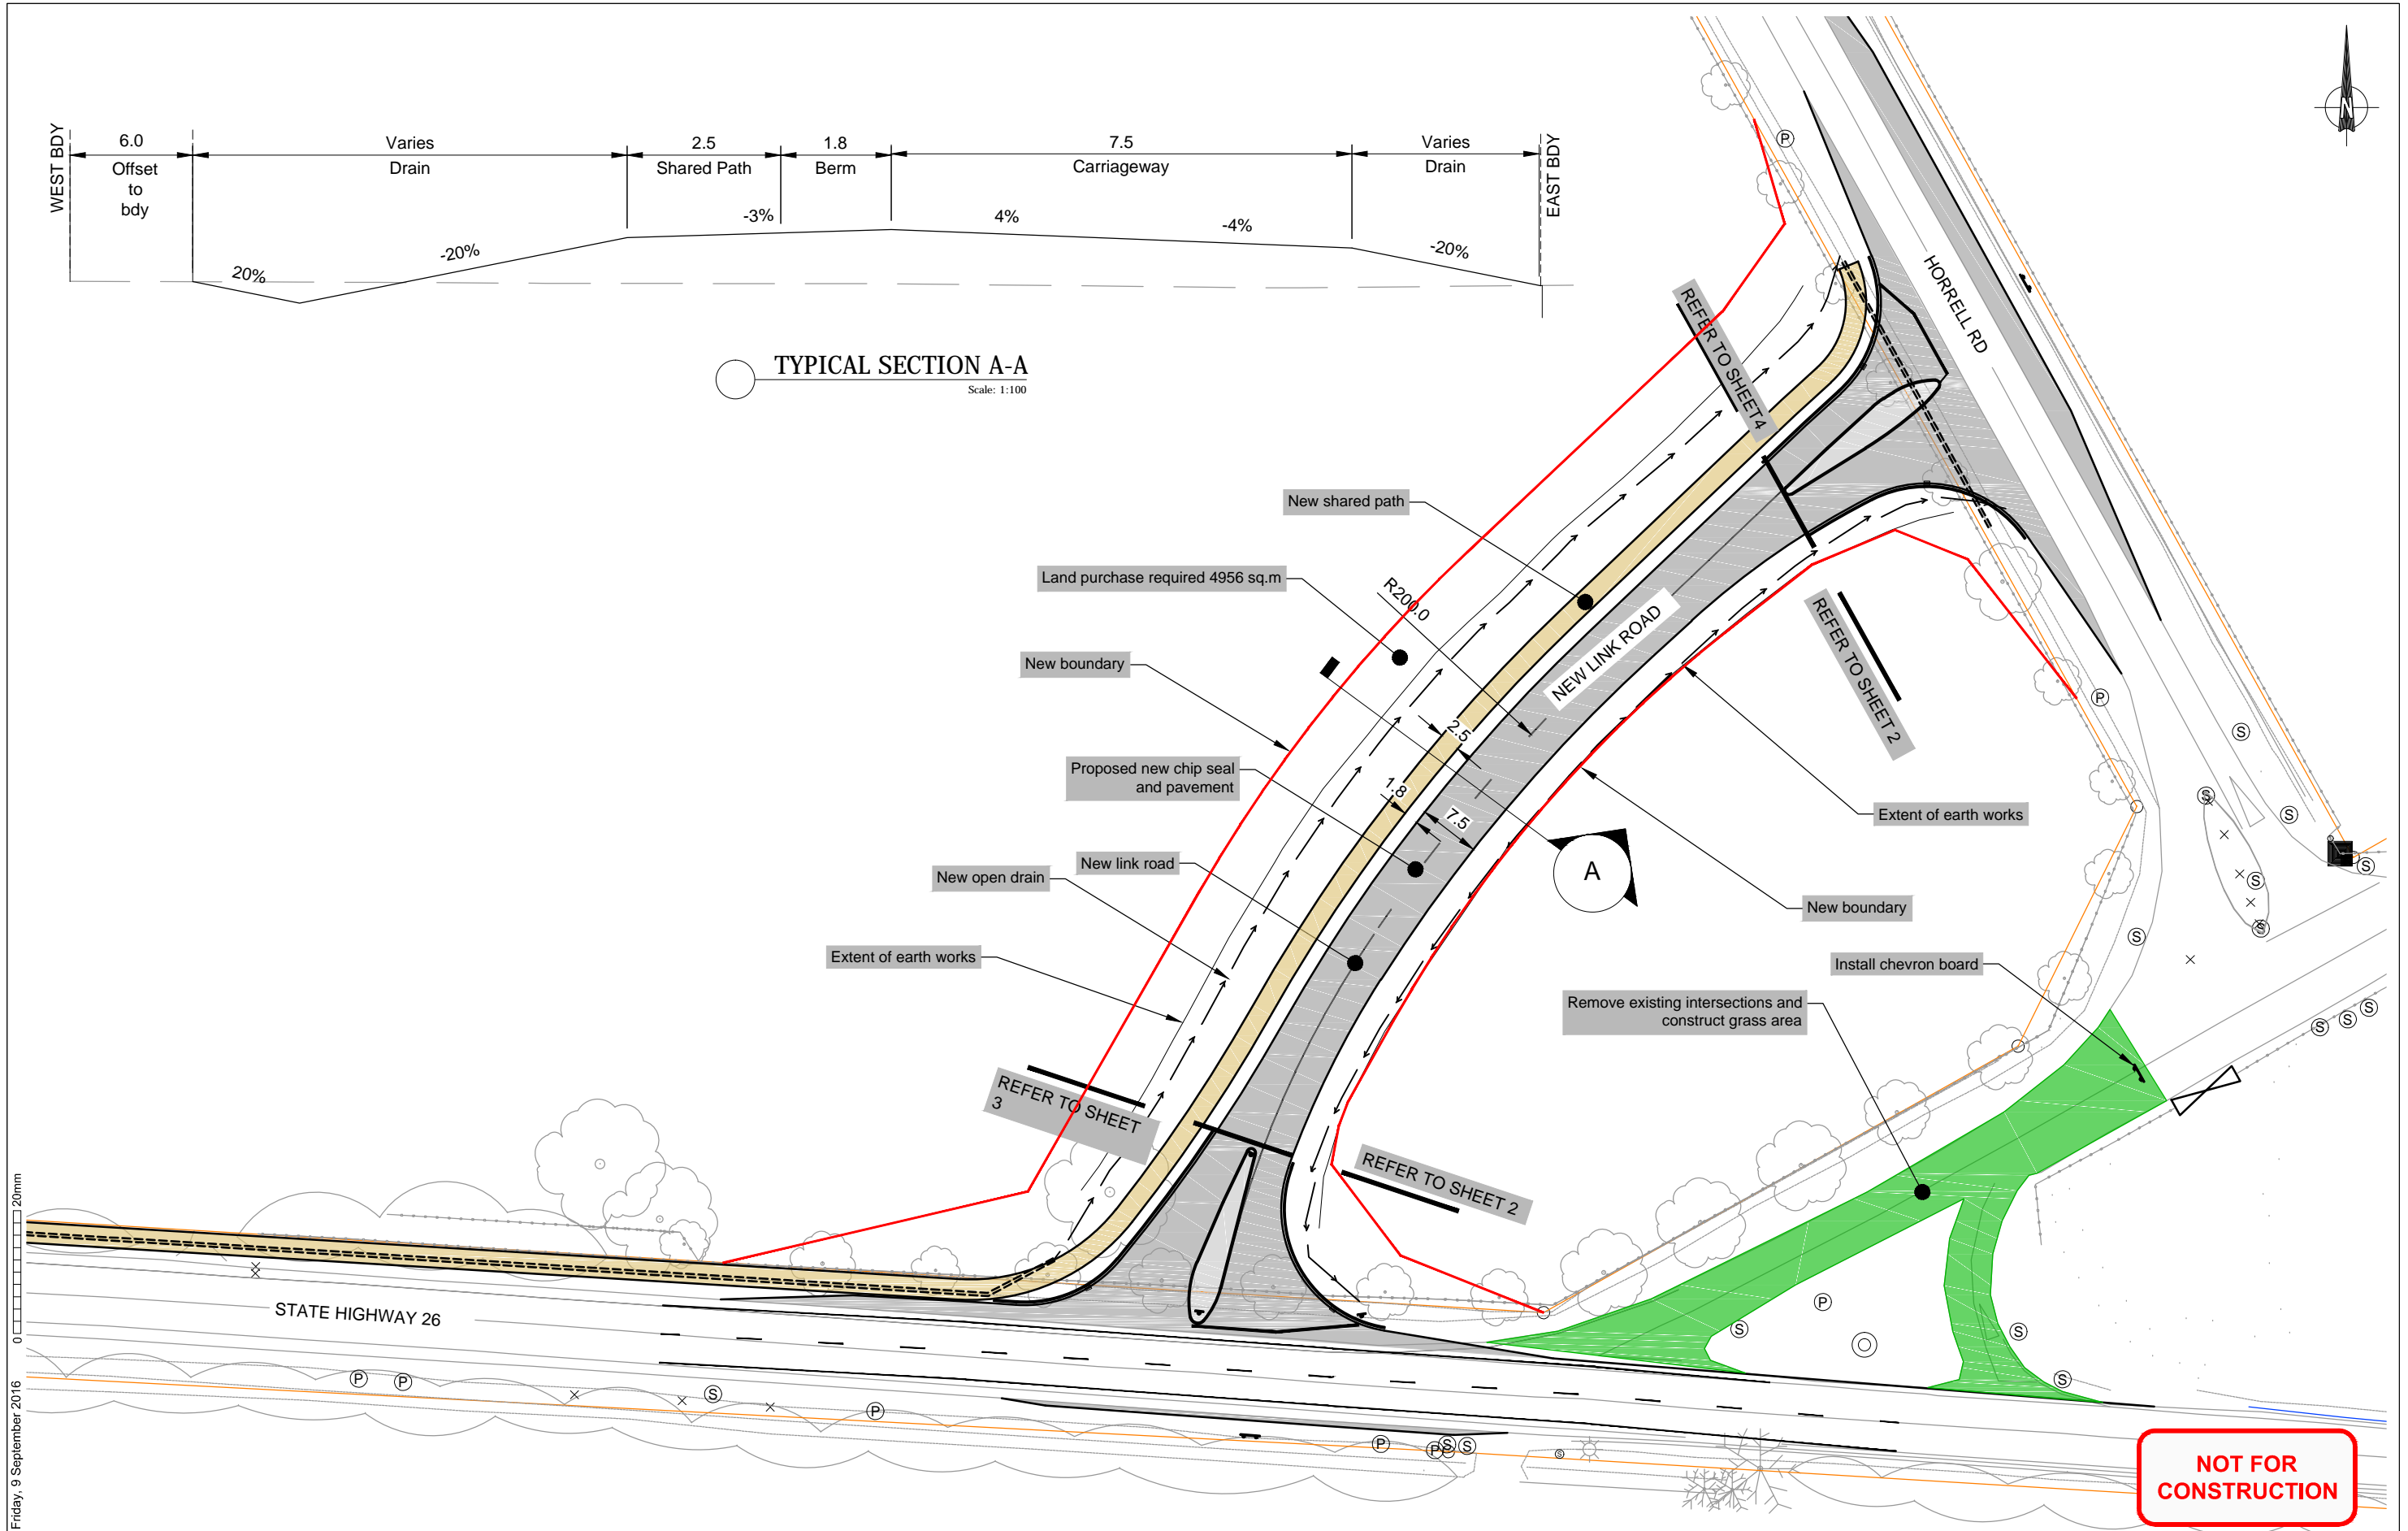 WEST BDY
6.0
Offset
to
bdy
Varies
Drain
2.5
Shared Path
1.8
Berm
7.5
Carriageway
Varies
Drain
EAST BDY
20%
-20%
-3%
4%
-4%
-20%
TYPICAL SECTION A-A
Scale: 1:100
N
P
HORRELL RD
REFER TO SHEET 4
New shared path
Land purchase required 4956 sq.m
R200.0
New boundary
NEW LINK ROAD
REFER TO SHEET 2
P
S
2.5
Proposed new chip seal
and pavement
1.8
7.5
Extent of earth works
S
S
New link road
New open drain
A
S
S
New boundary
S
S
Extent of earth works
Install chevron board
Remove existing intersections and
construct grass area
S
S
S
REFER TO SHEET
3
REFER TO SHEET 2
STATE HIGHWAY 26
P
S
S
S
P
P
S
P
P
P
S
S
S
NOT FOR
CONSTRUCTION
0
20mm
Friday, 9 September 2016